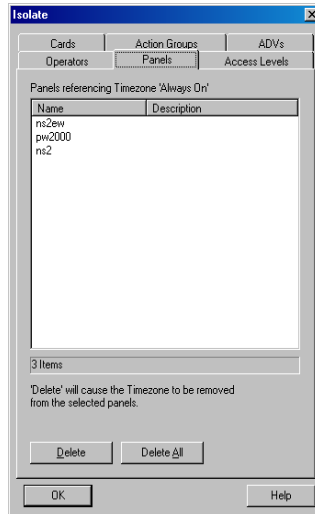 Isolate
Cards Action Groups ADVs
Operators Panels Access Levels
Panels referencing Timezone 'Always On'
Name Description
ns2ew
pw2000
ns2
3 Items
'Delete' will cause the Timezone to be removed
from the selected panels.
Delete Delete All
OK Help